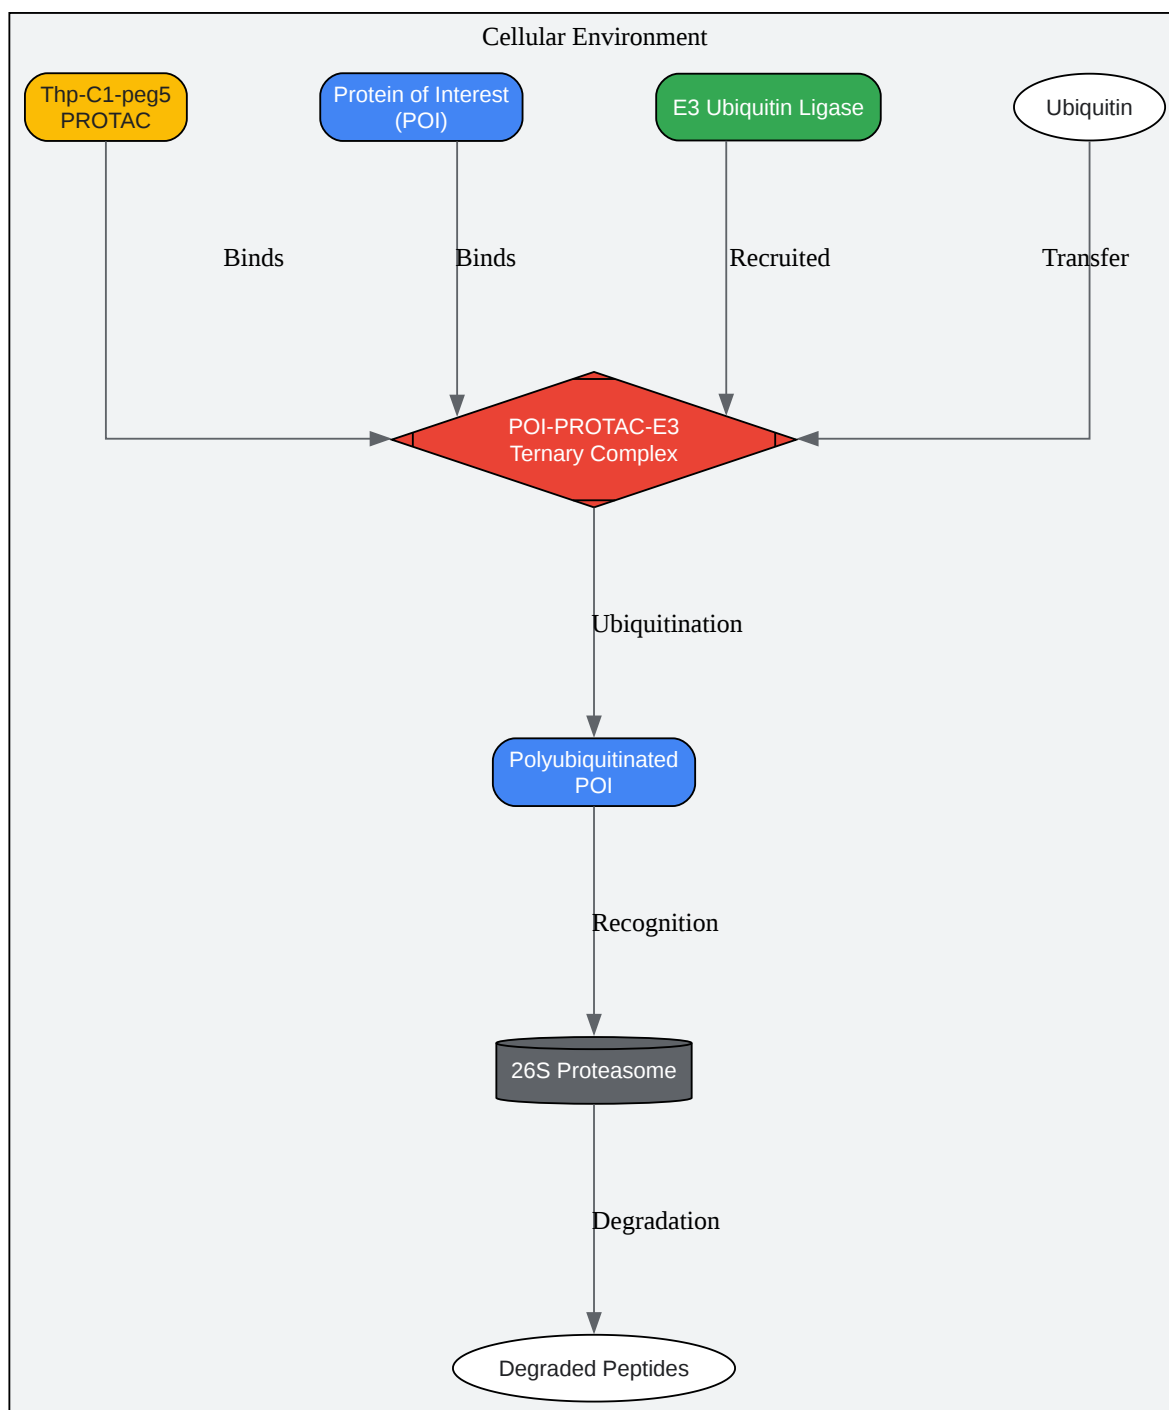 Cellular Environment
Thp-C1-peg5
PROTAC
Protein of Interest
(POI)
E3 Ubiquitin Ligase
Ubiquitin
Binds
Binds
Recruited
Transfer
POI-PROTAC-E3
Ternary Complex
Ubiquitination
Polyubiquitinated
POI
Recognition
26S Proteasome
Degradation
Degraded Peptides